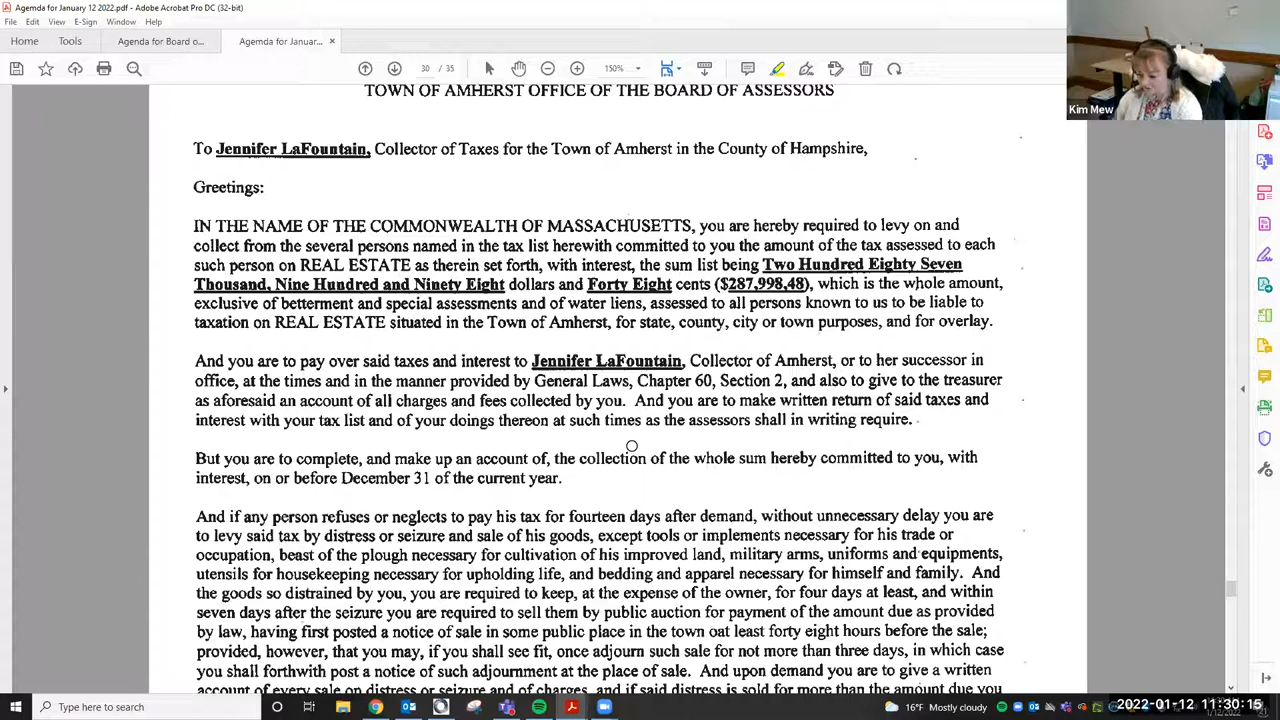 Agemda for January 12 2022.pdf - Adobe Acrobat Pro DC (32-bit)
File Edit View E-Sign Window Help
Home Tools Agenda for Board o... Agemda for Januar... ×
30 / 35 150%
Kim Mew
TOWN OF AMHERST OFFICE OF THE BOARD OF ASSESSORS
To Jennifer LaFountain, Collector of Taxes for the Town of Amherst in the County of Hampshire,
Greetings:
IN THE NAME OF THE COMMONWEALTH OF MASSACHUSETTS, you are hereby required to levy on and
collect from the several persons named in the tax list herewith committed to you the amount of the tax assessed to each
such person on REAL ESTATE as therein set forth, with interest, the sum list being Two Hundred Eighty Seven
Thousand, Nine Hundred and Ninety Eight dollars and Forty Eight cents ($287,998,48), which is the whole amount,
exclusive of betterment and special assessments and of water liens, assessed to all persons known to us to be liable to
taxation on REAL ESTATE situated in the Town of Amherst, for state, county, city or town purposes, and for overlay.
And you are to pay over said taxes and interest to Jennifer LaFountain, Collector of Amherst, or to her successor in
office, at the times and in the manner provided by General Laws, Chapter 60, Section 2, and also to give to the treasurer
as aforesaid an account of all charges and fees collected by you. And you are to make written return of said taxes and
interest with your tax list and of your doings thereon at such times as the assessors shall in writing require.
But you are to complete, and make up an account of, the collection of the whole sum hereby committed to you, with
interest, on or before December 31 of the current year.
And if any person refuses or neglects to pay his tax for fourteen days after demand, without unnecessary delay you are
to levy said tax by distress or seizure and sale of his goods, except tools or implements necessary for his trade or
occupation, beast of the plough necessary for cultivation of his improved land, military arms, uniforms and equipments,
utensils for housekeeping necessary for upholding life, and bedding and apparel necessary for himself and family. And
the goods so distrained by you, you are required to keep, at the expense of the owner, for four days at least, and within
seven days after the seizure you are required to sell them by public auction for payment of the amount due as provided
by law, having first posted a notice of sale in some public place in the town oat least forty eight hours before the sale;
provided, however, that you may, if you shall see fit, once adjourn such sale for not more than three days, in which case
you shall forthwith post a notice of such adjournment at the place of sale. And upon demand you are to give a written
account of every sale on distress or seizure and of charges, and if said distress is sold for more than the amount due you
Type here to search
16°F Mostly cloudy
2022-01-12 11:30:15